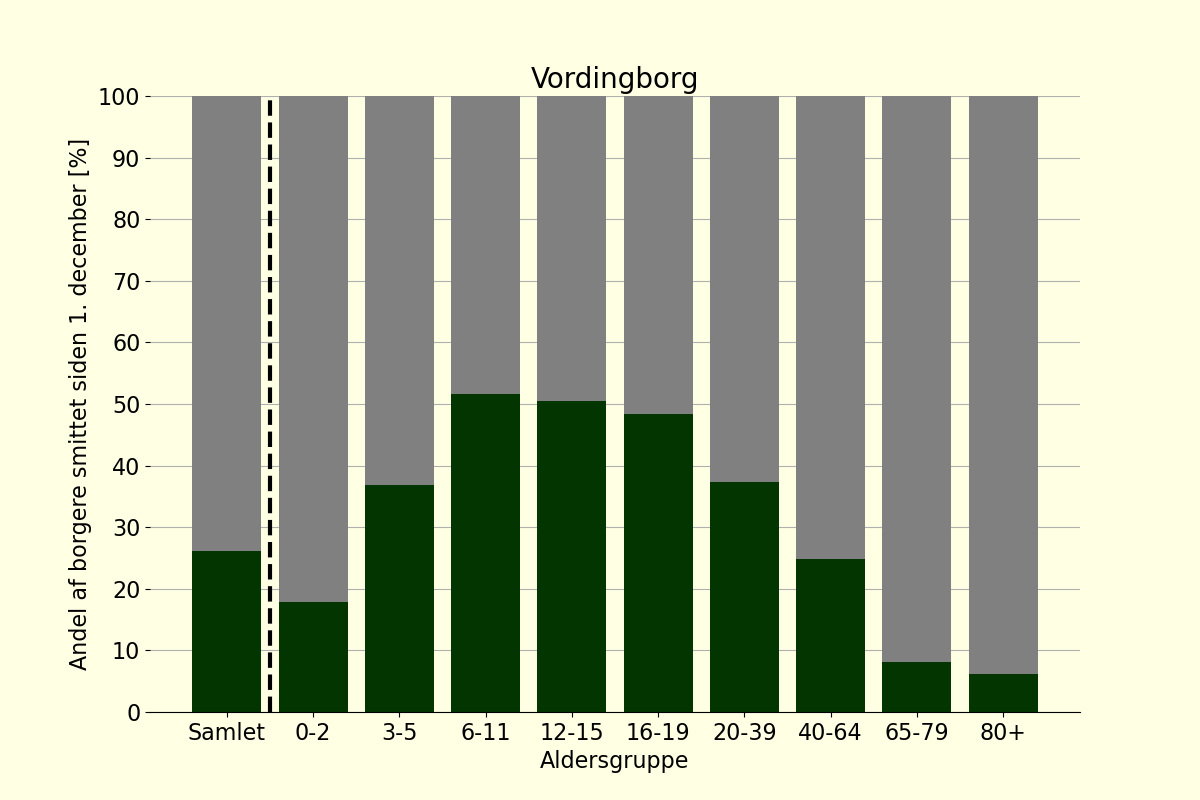 Vordingborg
Andel af borgere smittet siden 1. december [%]
100
90
80
70
60
50
40
30
20
10
0
Samlet 0-2 3-5 6-11 12-15 16-19 20-39 40-64 65-79 80+
Aldersgruppe